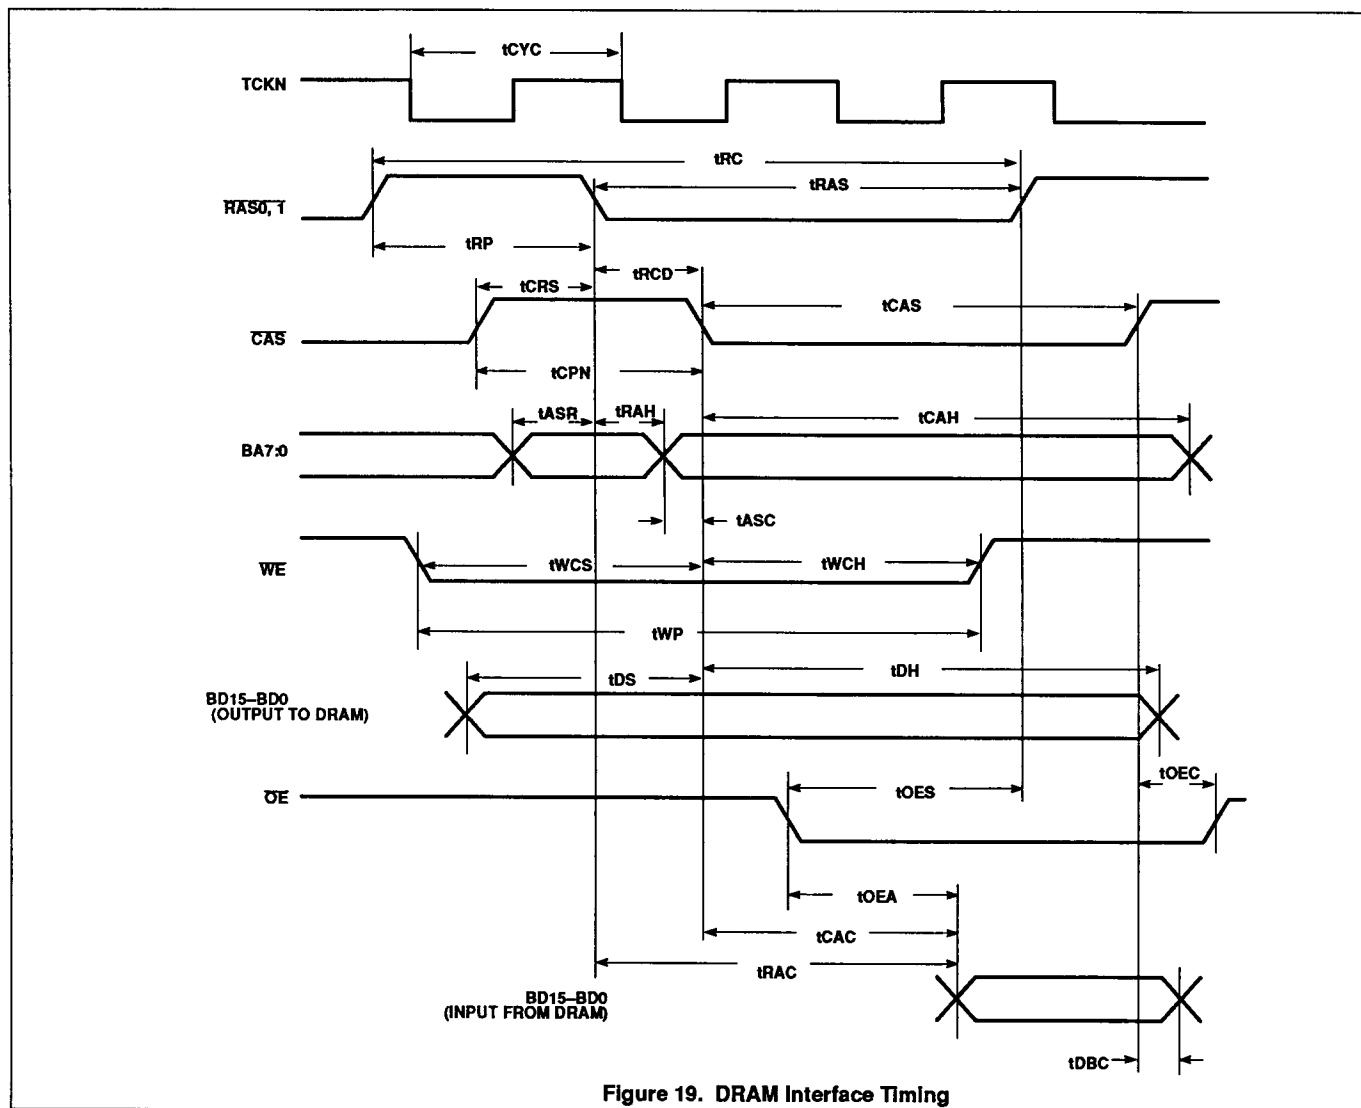 tCYC
TCKN
tRC
tRAS
RAS0, 1
tRP
tRCD
tCRS
tCAS
CAS
tCPN
tASR
tRAH
tCAH
BA7:0
tASC
WE
tWCS
tWCH
tWP
tDS
tDH
BD15–BD0
(OUTPUT TO DRAM)
tOEC
tOES
OE
tOEA
tCAC
tRAC
BD15–BD0
(INPUT FROM DRAM)
tDBC
Figure 19. DRAM Interface Timing